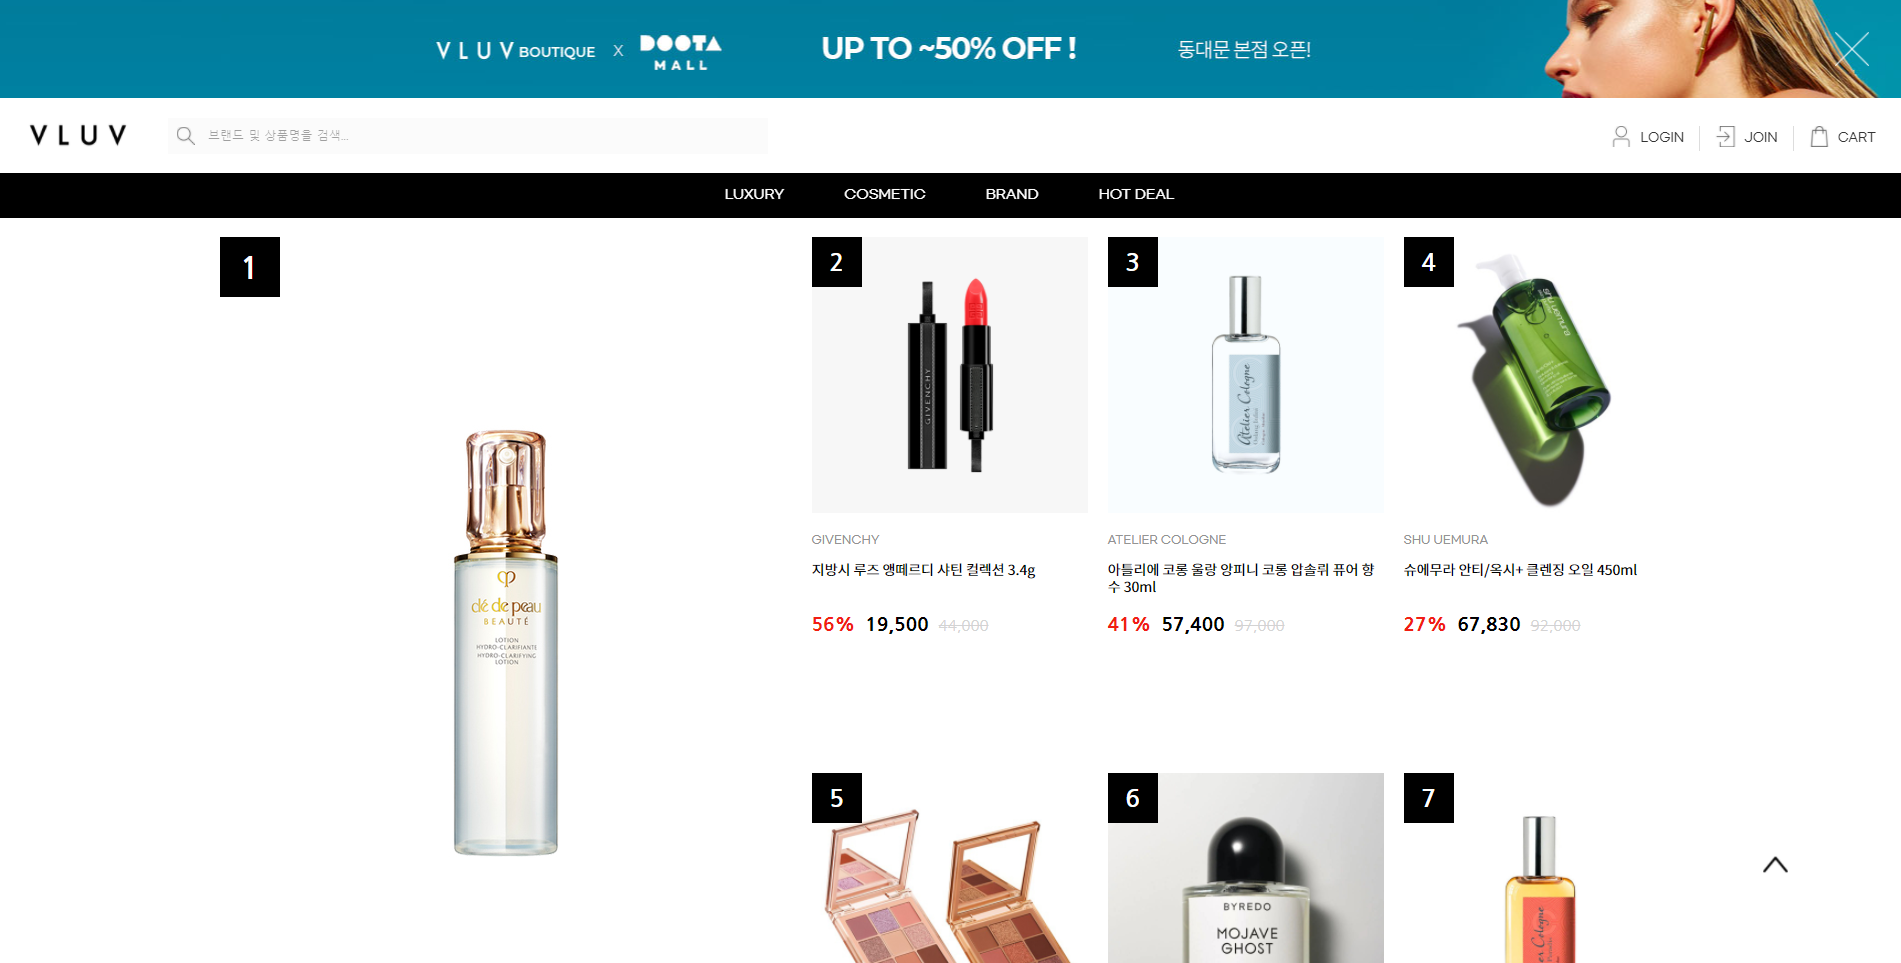 VLUV BOUTIQUE X DOOTA MALL
UP TO ~50% OFF !
동대문 본점 오픈!
VLUV
브랜드 및 상품명을 검색...
LOGIN
JOIN
CART
LUXURY
COSMETIC
BRAND
HOT DEAL
1
clé de peau
BEAUTÉ
LOTION
HYDRO-CLARIFIANTE
HYDRO-CLARIFYING
LOTION
2
GIVENCHY
GIVENCHY
지방시 루즈 앵떼르디 샤틴 컬렉션 3.4g
56% 19,500 44,000
3
Atelier Cologne
ATELIER COLOGNE
아틀리에 코롱 울랑 앙피니 코롱 압솔뤼 퓨어 향
수 30ml
41% 57,400 97,000
4
shu uemura
SHU UEMURA
슈에무라 안티/옥시+ 클렌징 오일 450ml
27% 67,830 92,000
5
6
BYREDO
MOJAVE
GHOST
7
Cologne